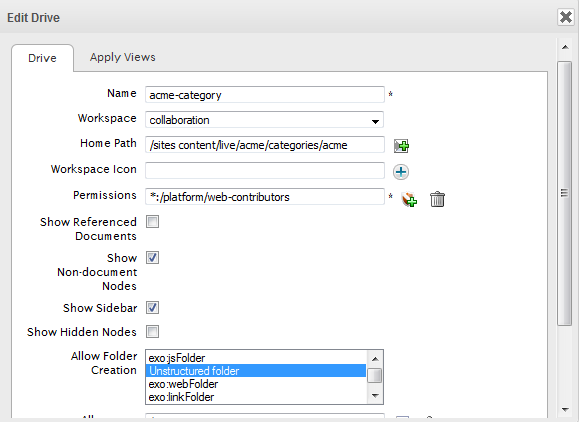 Edit Drive
Drive
Apply Views
Name
acme-category
*
Workspace
collaboration
Home Path
/sites content/live/acme/categories/acme
Workspace Icon
Permissions
*:/platform/web-contributors
*
Show Referenced
Documents
Show
Non-document
Nodes
Show Sidebar
Show Hidden Nodes
Allow Folder
Creation
exo:jsFolder
Unstructured folder
exo:webFolder
exo:linkFolder